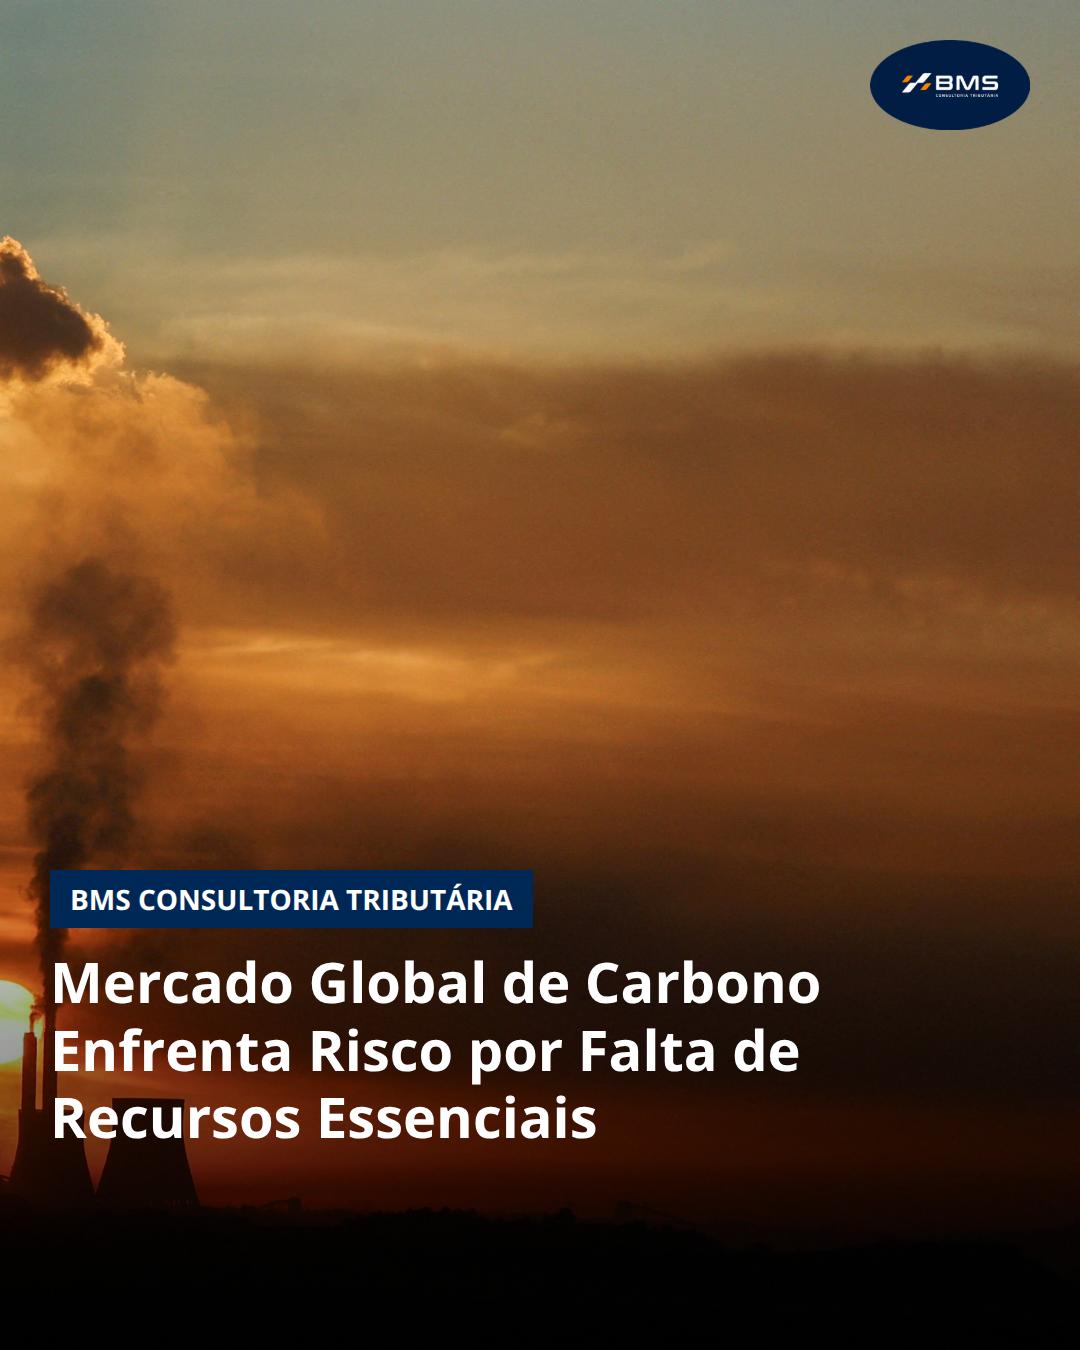 BMS
CONSULTORIA TRIBUTÁRIA
BMS CONSULTORIA TRIBUTÁRIA
Mercado Global de Carbono
Enfrenta Risco por Falta de
Recursos Essenciais